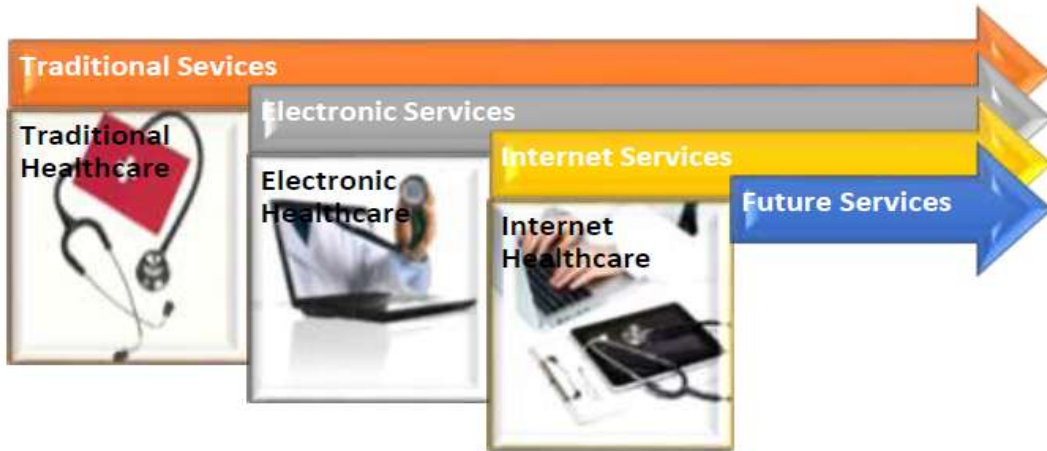 Traditional Sevices
Electronic Services
Internet Services
Future Services
Traditional
Healthcare
Electronic
Healthcare
Internet
Healthcare